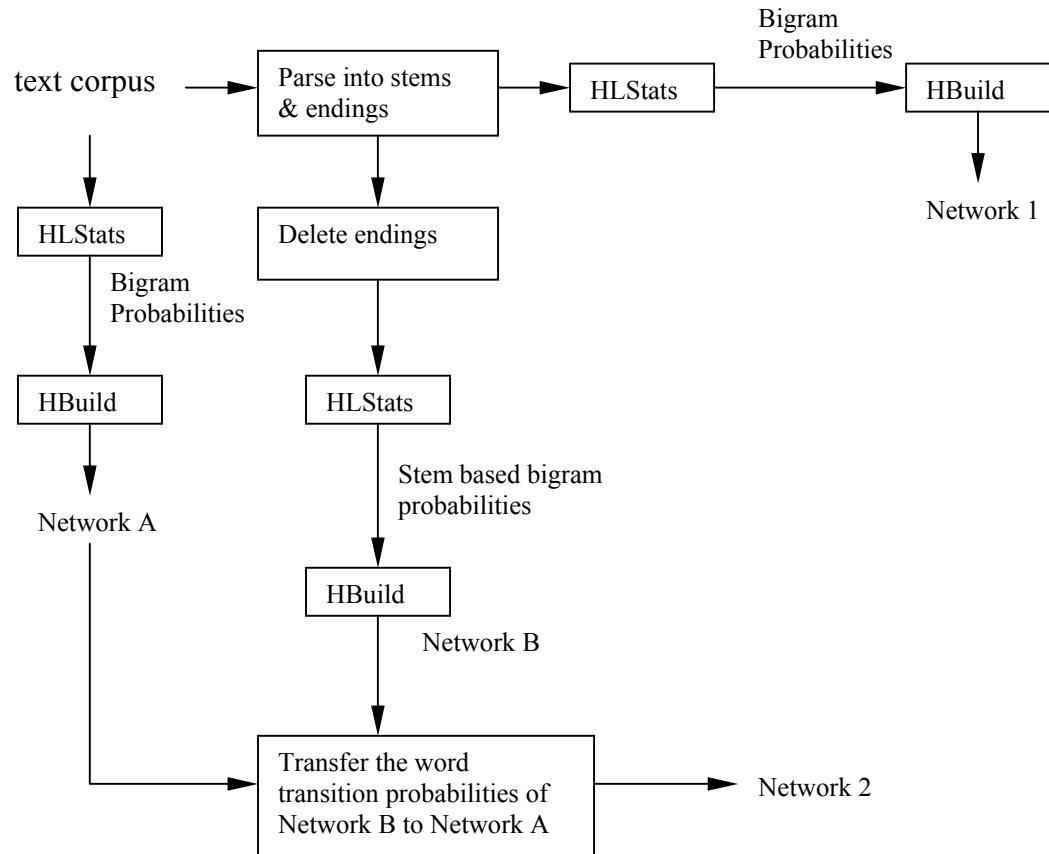 Bigram
Probabilities
text corpus
Parse into stems
& endings
HLStats
HBuild
Network 1
HLStats
Delete endings
Bigram
Probabilities
HBuild
HLStats
Stem based bigram
probabilities
Network A
HBuild
Network B
Transfer the word
transition probabilities of
Network B to Network A
Network 2